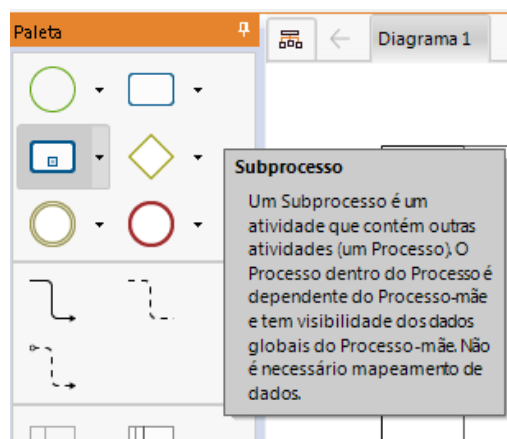 Paleta
Diagrama 1
Subprocesso
Um Subprocesso é um
atividade que contém outras
atividades (um Processo). O
Processo dentro do Processo é
dependente do Processo-mãe
e tem visibilidade dos dados
globais do Processo-mãe. Não
é necessário mapeamento de
dados.